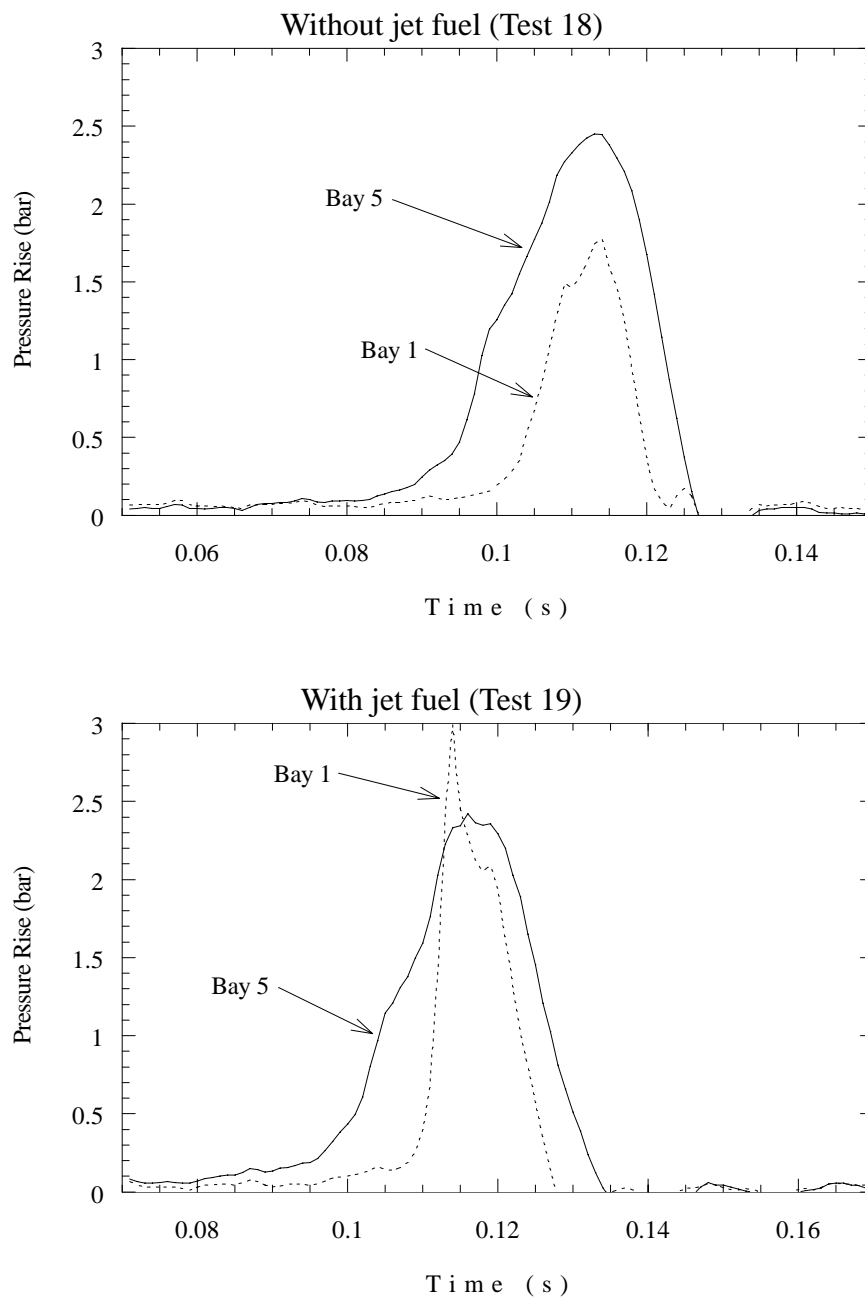 Without jet fuel (Test 18)
3
2.5
2
1.5
1
0.5
0
Pressure Rise (bar)
Bay 5
Bay 1
0.06
0.08
0.1
0.12
0.14
Time (s)
With jet fuel (Test 19)
3
2.5
2
1.5
1
0.5
0
Pressure Rise (bar)
Bay 1
Bay 5
0.08
0.1
0.12
0.14
0.16
Time (s)